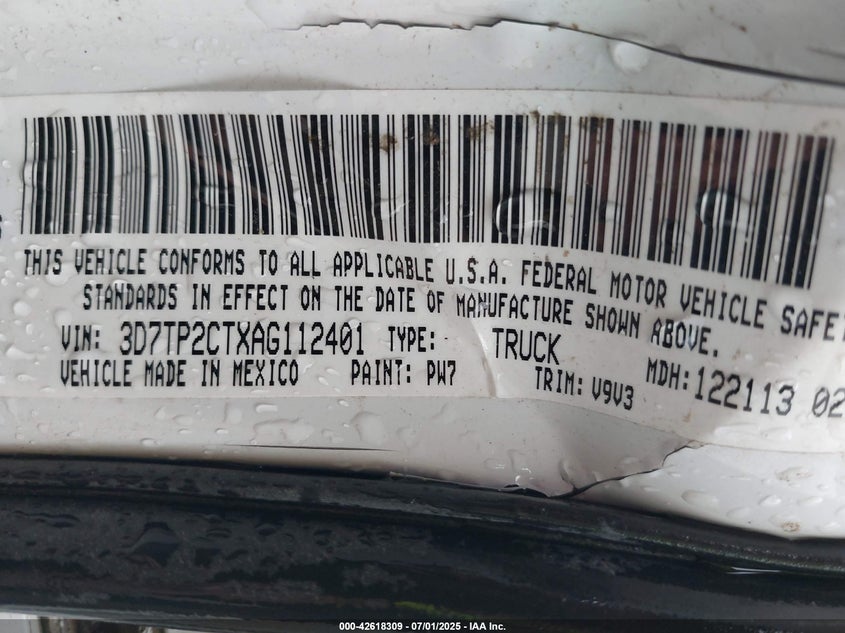 THIS VEHICLE CONFORMS TO ALL APPLICABLE U.S.A. FEDERAL MOTOR VEHICLE SAFET
STANDARDS IN EFFECT ON THE DATE OF MANUFACTURE SHOWN ABOVE.
VIN: 3D7TP2CTXAG112401 TYPE: TRUCK MDH:122113 02
VEHICLE MADE IN MEXICO PAINT: PW7 TRIM: V9V3
000-42618309 - 07/01/2025 - IAA Inc.